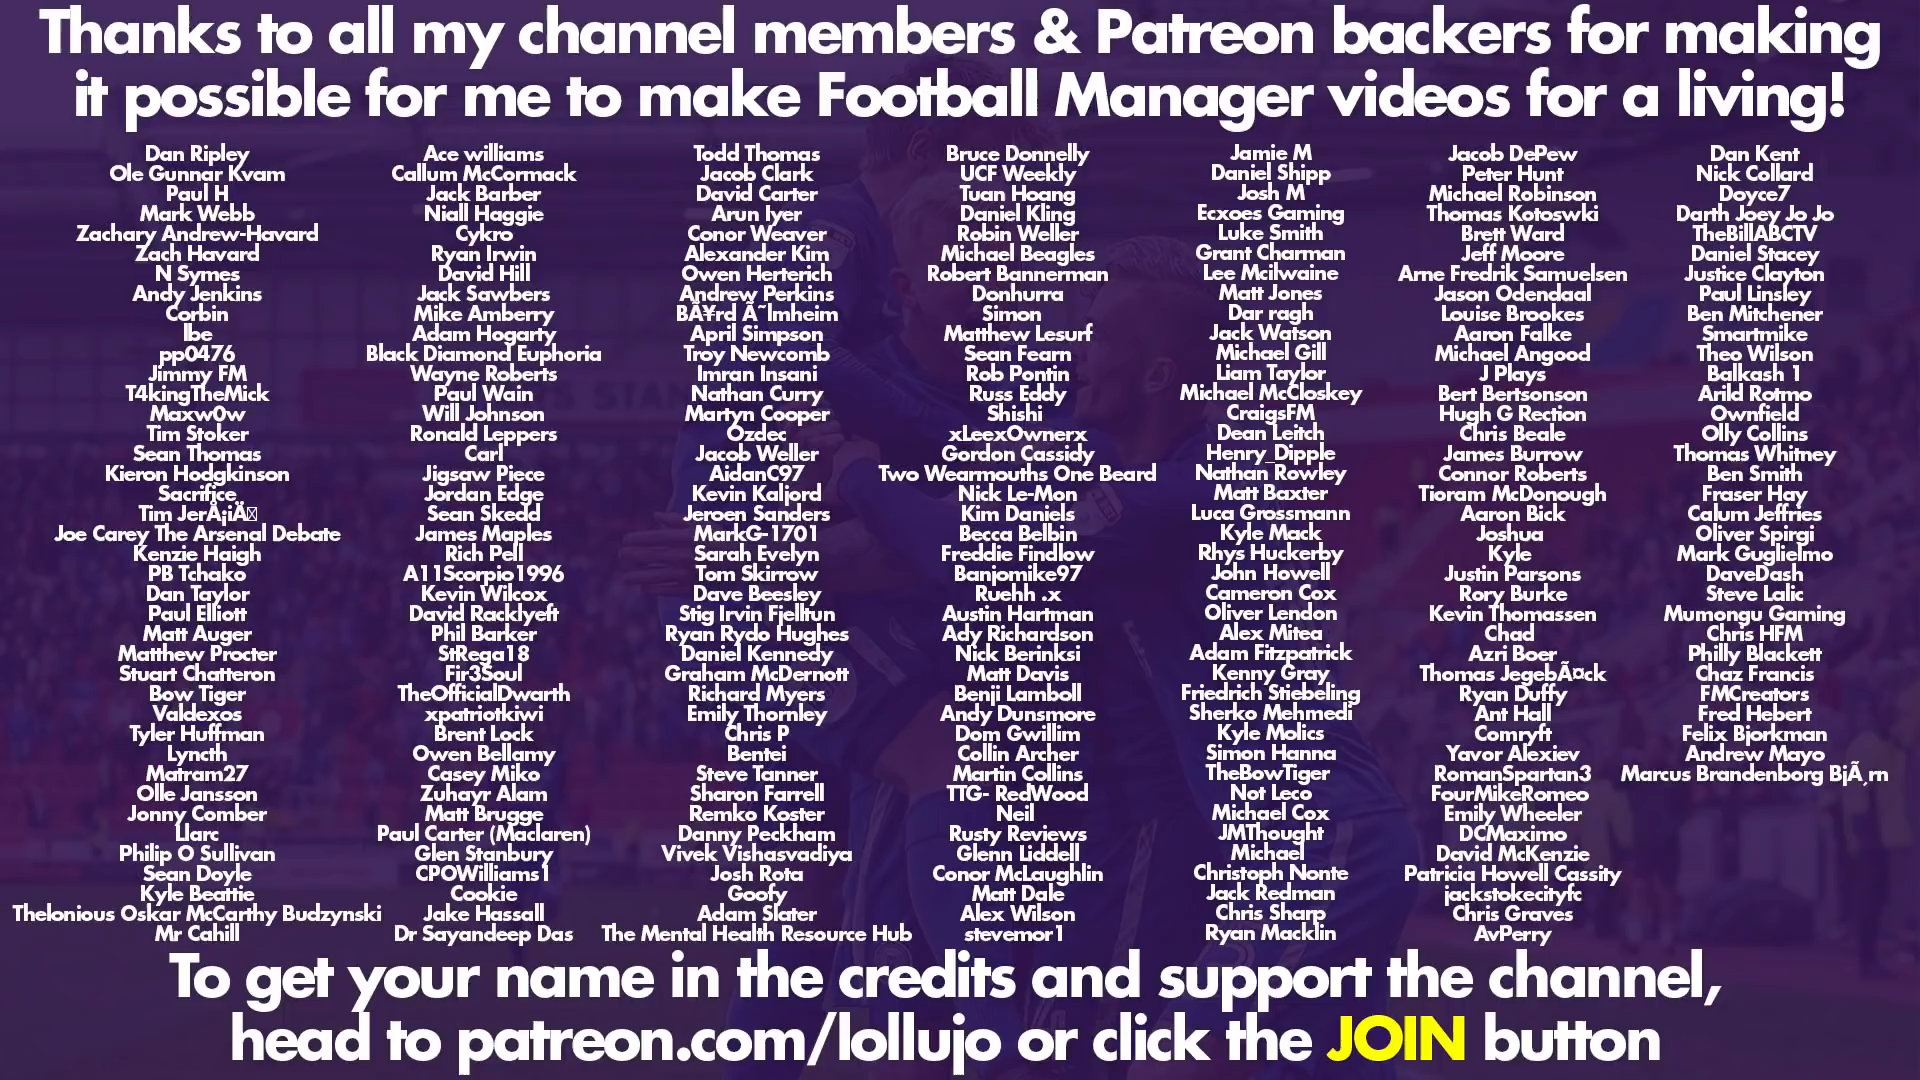 Thanks to all my channel members & Patreon backers for making
it possible for me to make Football Manager videos for a living!
Dan Ripley
Ole Gunnar Kvam
Paul H
Mark Webb
Zachary Andrew-Havard
Zach Havard
N Symes
Andy Jenkins
Corbin
lbe
pp0476
Jimmy FM
T4kingTheMick
Maxw0w
Tim Stoker
Sean Thomas
Kieron Hodgkinson
Sacrifice
Tim
Joe Carey The Arsenal Debate
Kenzie Haigh
PB Tchako
Dan Taylor
Paul Elliott
Matt Auger
Matthew Procter
Stuart Chatteron
Bow Tiger
Valdexos
Tyler Huffman
Lyncth
Matram27
Olle Jansson
Jonny Comber
Llarc
Philip O Sullivan
Sean Doyle
Kyle Beattie
Thelonious Oskar McCarthy Budzynski
Mr Cahill
Ace williams
Callum McCormack
Jack Barber
Niall Haggie
Cykro
Ryan Irwin
David Hill
Jack Sawbers
Mike Amberry
Adam Hogarty
Black Diamond Euphoria
Wayne Roberts
Paul Wain
Will Johnson
Ronald Leppers
Carl
Jigsaw Piece
Jordan Edge
Sean Skedd
James Maples
Rich Pell
A11Scorpio1996
Kevin Wilcox
David Racklyeft
Phil Barker
StRega18
Fir3Soul
TheOfficialDwarth
xpatriotkiwi
Brent Lock
Owen Bellamy
Casey Miko
Zuhayr Alam
Matt Brugge
Paul Carter (Maclaren)
Glen Stanbury
CPOWilliams1
Cookie
Jake Hassall
Dr Sayandeep Das
Todd Thomas
Jacob Clark
David Carter
Arun Iyer
Conor Weaver
Alexander Kim
Owen Herterich
Andrew Perkins
BÃ¥rd Ã˜lmheim
April Simpson
Troy Newcomb
Imran Insani
Nathan Curry
Martyn Cooper
Ozdec
Jacob Weller
AidanC97
Kevin Kaljord
Jeroen Sanders
MarkG-1701
Sarah Evelyn
Tom Skirrow
Dave Beesley
Stig Irvin Fjelltun
Ryan Rydo Hughes
Daniel Kennedy
Graham McDernott
Richard Myers
Emily Thornley
Chris P
Bentei
Steve Tanner
Sharon Farrell
Remko Koster
Danny Peckham
Vivek Vishasvadiya
Josh Rota
Goofy
Adam Slater
The Mental Health Resource Hub
Bruce Donnelly
UCF Weekly
Tuan Hoang
Daniel Kling
Robin Weller
Michael Beagles
Robert Bannerman
Donhurra
Simon
Matthew Lesurf
Sean Fearn
Rob Pontin
Russ Eddy
Shishi
xLeexOwnerx
Gordon Cassidy
Two Wearmouths One Beard
Nick Le-Mon
Kim Daniels
Becca Belbin
Freddie Findlow
Banjomike97
Ruehh .x
Austin Hartman
Ady Richardson
Nick Berinksi
Matt Davis
Benji Lamboll
Andy Dunsmore
Dom Gwillim
Collin Archer
Martin Collins
TTG- RedWood
Neil
Rusty Reviews
Glenn Liddell
Conor McLaughlin
Matt Dale
Alex Wilson
stevemor1
Jamie M
Daniel Shipp
Josh M
Ecxoes Gaming
Luke Smith
Grant Charman
Lee Mcilwaine
Matt Jones
Dar ragh
Jack Watson
Michael Gill
Liam Taylor
Michael McCloskey
CraigsFM
Dean Leitch
Henry_Dipple
Nathan Rowley
Matt Baxter
Luca Grossmann
Kyle Mack
Rhys Huckerby
John Howell
Cameron Cox
Oliver Lendon
Alex Mitea
Adam Fitzpatrick
Kenny Gray
Friedrich Stiebeling
Sherko Mehmedi
Kyle Molics
Simon Hanna
TheBowTiger
Not Leco
Michael Cox
JMThought
Michael
Christoph Nonte
Jack Redman
Chris Sharp
Ryan Macklin
Jacob DePew
Peter Hunt
Michael Robinson
Thomas Kotoswki
Brett Ward
Jeff Moore
Arne Fredrik Samuelsen
Jason Odendaal
Louise Brookes
Aaron Falke
Michael Angood
J Plays
Bert Bertsonson
Hugh G Rection
Chris Beale
James Burrow
Connor Roberts
Tioram McDonough
Aaron Bick
Joshua
Kyle
Justin Parsons
Rory Burke
Kevin Thomassen
Chad
Azri Boer
Thomas JegebÃ¤ck
Ryan Duffy
Ant Hall
Comryft
Yavor Alexiev
RomanSpartan3
FourMikeRomeo
Emily Wheeler
DCMaximo
David McKenzie
Patricia Howell Cassity
jackstokecityfc
Chris Graves
AvPerry
Dan Kent
Nick Collard
Doyce7
Darth Joey Jo Jo
TheBillABCTV
Daniel Stacey
Justice Clayton
Paul Linsley
Ben Mitchener
Smartmike
Theo Wilson
Balkash 1
Arild Rotmo
Ownfield
Olly Collins
Thomas Whitney
Ben Smith
Fraser Hay
Calum Jeffries
Oliver Spirgi
Mark Guglielmo
DaveDash
Steve Lalic
Mumongu Gaming
Chris HFM
Philly Blackett
Chaz Francis
FMCreators
Fred Hebert
Felix Bjorkman
Andrew Mayo
Marcus Brandenborg BjÃ¸rn
To get your name in the credits and support the channel,
head to patreon.com/lollujo or click the JOIN button